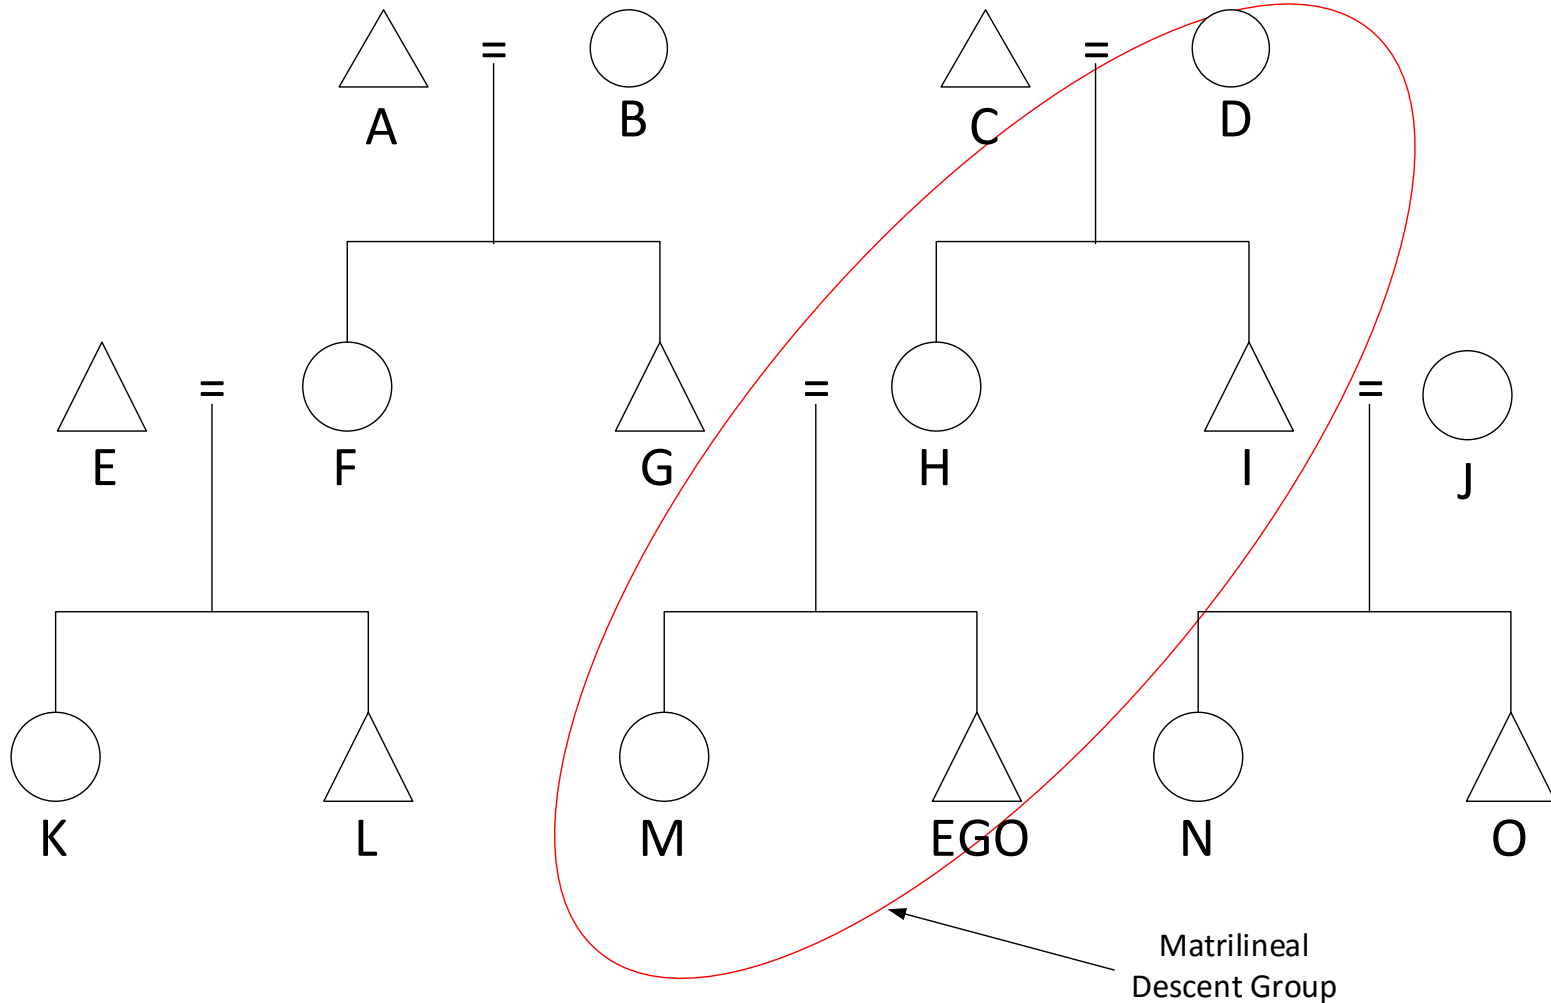 = =
A B C D
= = =
E F G H I J
K L M EGO N O
Matrilineal
Descent Group